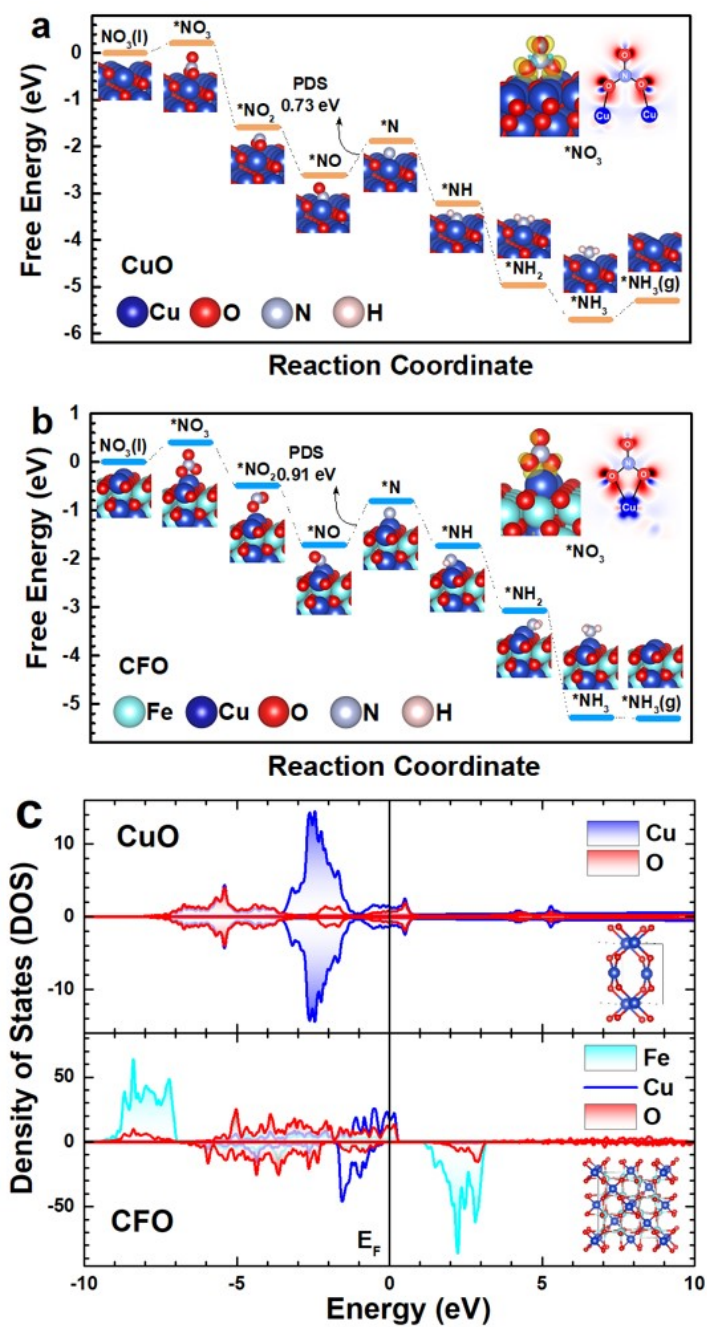 a
NO3(l)
*NO3
*NO2
*NO
PDS
0.73 eV
*N
*NH
*NH2
*NH3
*NH3(g)
*NO3
O
N
O
O
Cu
Cu
0
-1
-2
-3
-4
-5
-6
Free Energy (eV)
CuO
Cu
O
N
H
Reaction Coordinate
b
NO3(l)
*NO3
*NO2
*NO
PDS
0.91 eV
*N
*NH
*NH2
*NH3
*NH3(g)
*NO3
O
N
O
O
Cu
1
0
-1
-2
-3
-4
-5
Free Energy (eV)
CFO
Fe
Cu
O
N
H
Reaction Coordinate
c
CuO
Cu
O
10
0
-10
Density of States (DOS)
Fe
Cu
O
50
0
-50
CFO
EF
-10
-5
0
5
10
Energy (eV)